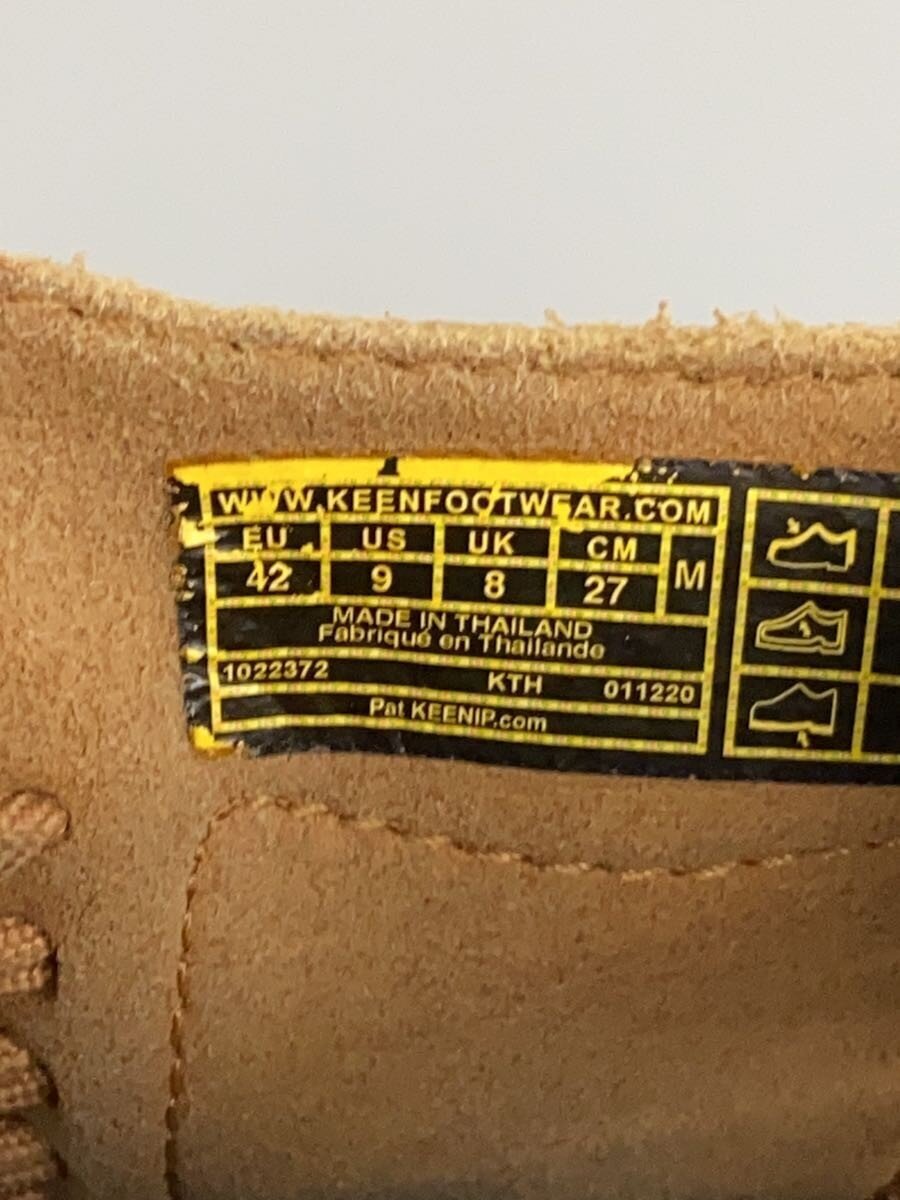 WWW.KEENFOOTWEAR.COM
EU US UK CM M
42 9 8 27
MADE IN THAILAND
Fabriqué en Thaïlande
1022372 KTH 011220
Pat KEENIP.com